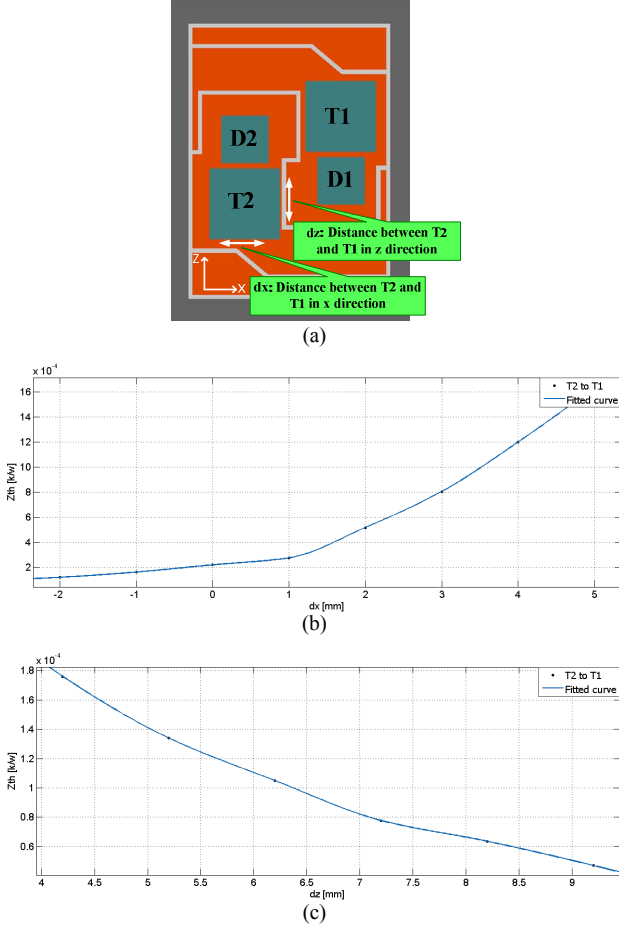 T1
D2
D1
T2
dz: Distance between T2
and T1 in z direction
Z
X
dx: Distance between T2 and
T1 in x direction
(a)
x 10⁻⁴
T2 to T1
Fitted curve
16
14
12
10
8
6
4
2
Zth [k/w]
-2 -1 0 1 2 3 4 5
dx [mm]
(b)
x 10⁻⁴
T2 to T1
Fitted curve
1.8
1.6
1.4
1.2
1
0.8
0.6
Zth [k/w]
4 4.5 5 5.5 6 6.5 7 7.5 8 8.5 9
dz [mm]
(c)